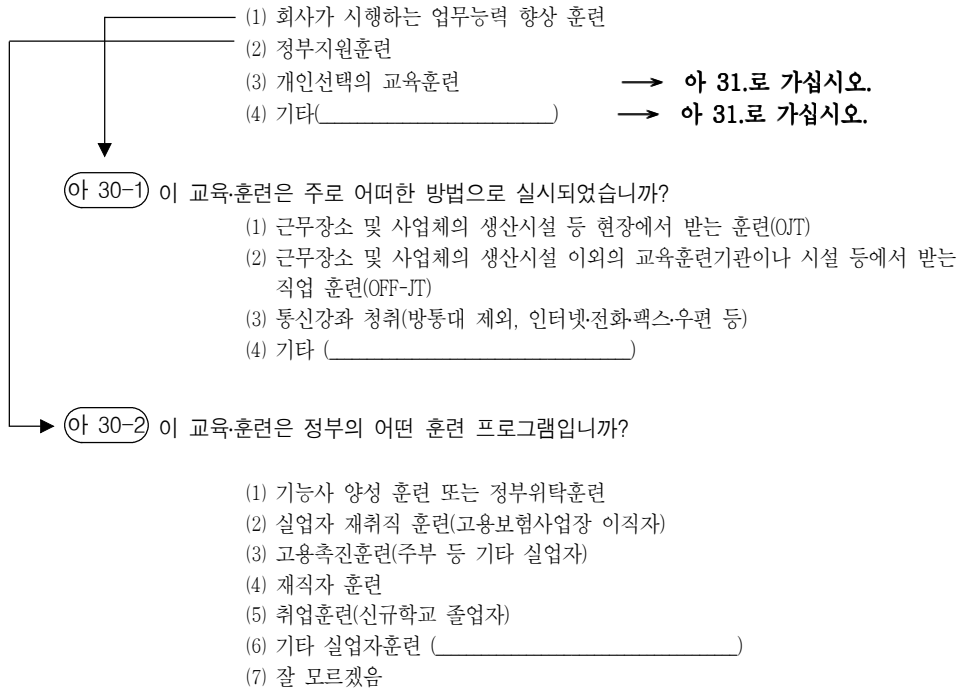 (1) 회사가 시행하는 업무능력 향상 훈련
(2) 정부지원훈련
(3) 개인선택의 교육훈련 → 아 31.로 가십시오.
(4) 기타(________________________) → 아 31.로 가십시오.
아 30-1 이 교육·훈련은 주로 어떠한 방법으로 실시되었습니까?
(1) 근무장소 및 사업체의 생산시설 등 현장에서 받는 훈련(OJT)
(2) 근무장소 및 사업체의 생산시설 이외의 교육훈련기관이나 시설 등에서 받는
직업 훈련(OFF-JT)
(3) 통신강좌 청취(방통대 제외, 인터넷·전화·팩스·우편 등)
(4) 기타 (_______________________________)
아 30-2 이 교육·훈련은 정부의 어떤 훈련 프로그램입니까?
(1) 기능사 양성 훈련 또는 정부위탁훈련
(2) 실업자 재취직 훈련(고용보험사업장 이직자)
(3) 고용촉진훈련(주부 등 기타 실업자)
(4) 재직자 훈련
(5) 취업훈련(신규학교 졸업자)
(6) 기타 실업자훈련 (_______________________________)
(7) 잘 모르겠음